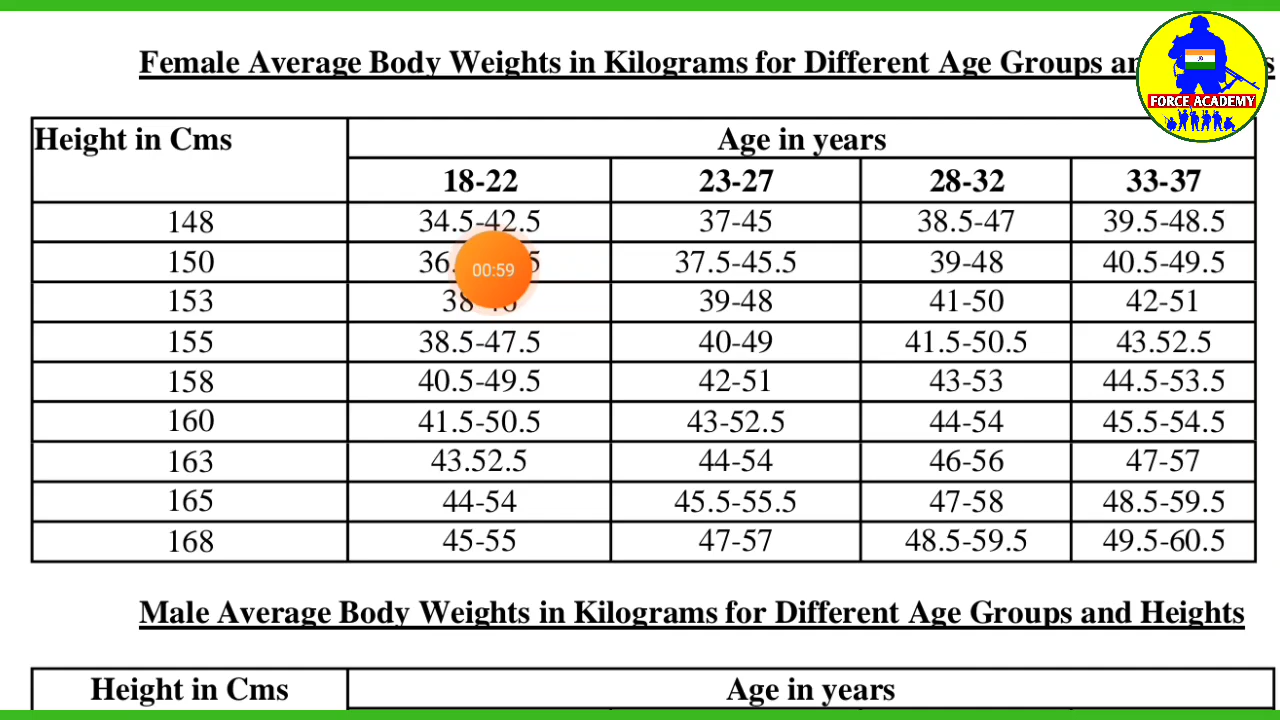 Female Average Body Weights in Kilograms for Different Age Groups
FORCE ACADEMY
Height in Cms Age in years
18-22 23-27 28-32 33-37
148 34.5-42.5 37-45 38.5-47 39.5-48.5
150 37.5-45.5 39-48 40.5-49.5
00:59
153 39-48 41-50 42-51
155 38.5-47.5 40-49 41.5-50.5 43.52.5
158 40.5-49.5 42-51 43-53 44.5-53.5
160 41.5-50.5 43-52.5 44-54 45.5-54.5
163 43.52.5 44-54 46-56 47-57
165 44-54 45.5-55.5 47-58 48.5-59.5
168 45-55 47-57 48.5-59.5 49.5-60.5
Male Average Body Weights in Kilograms for Different Age Groups and Heights
Height in Cms Age in years